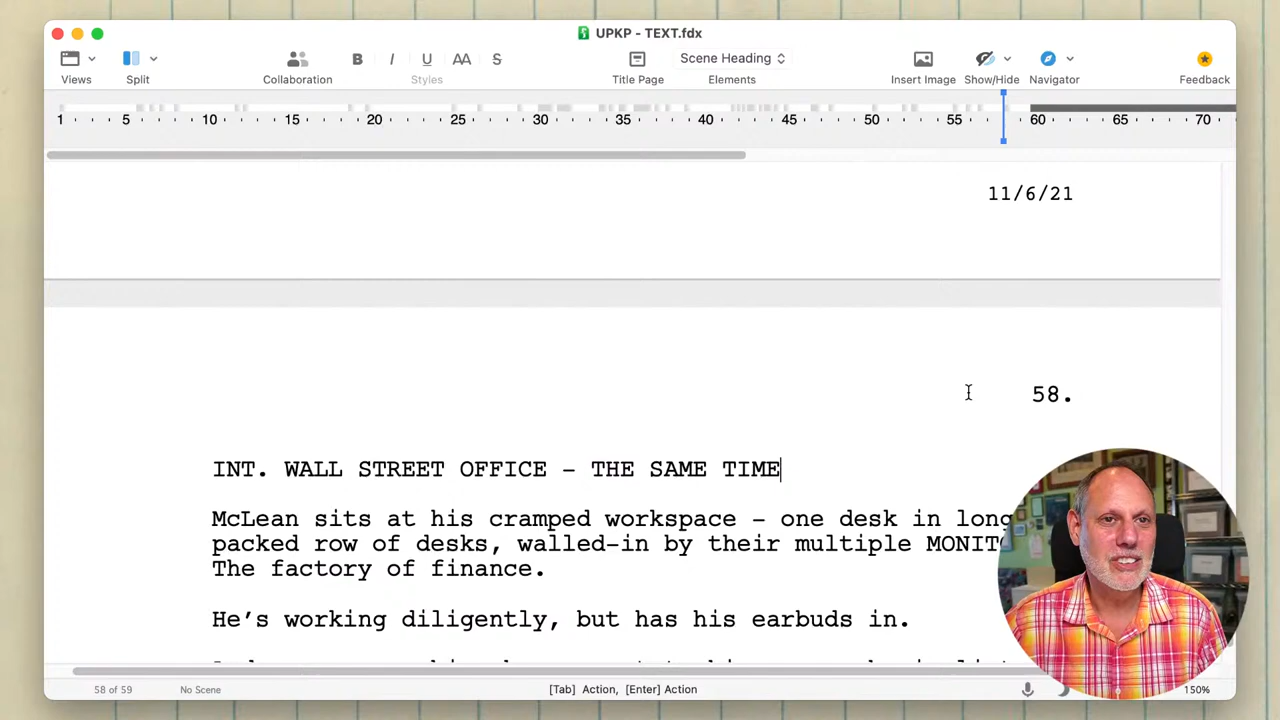 UPKP - TEXT.fdx
Views Split Collaboration B I U AA S Styles Title Page Scene Heading Elements Insert Image Show/Hide Navigator Feedback
1 5 10 15 20 25 30 35 40 45 50 55 60 65 70
11/6/21
58.
INT. WALL STREET OFFICE – THE SAME TIME
McLean sits at his cramped workspace – one desk in long
packed row of desks, walled-in by their multiple MONIT
The factory of finance.
He's working diligently, but has his earbuds in.
58 of 59 No Scene [Tab] Action, [Enter] Action 150%